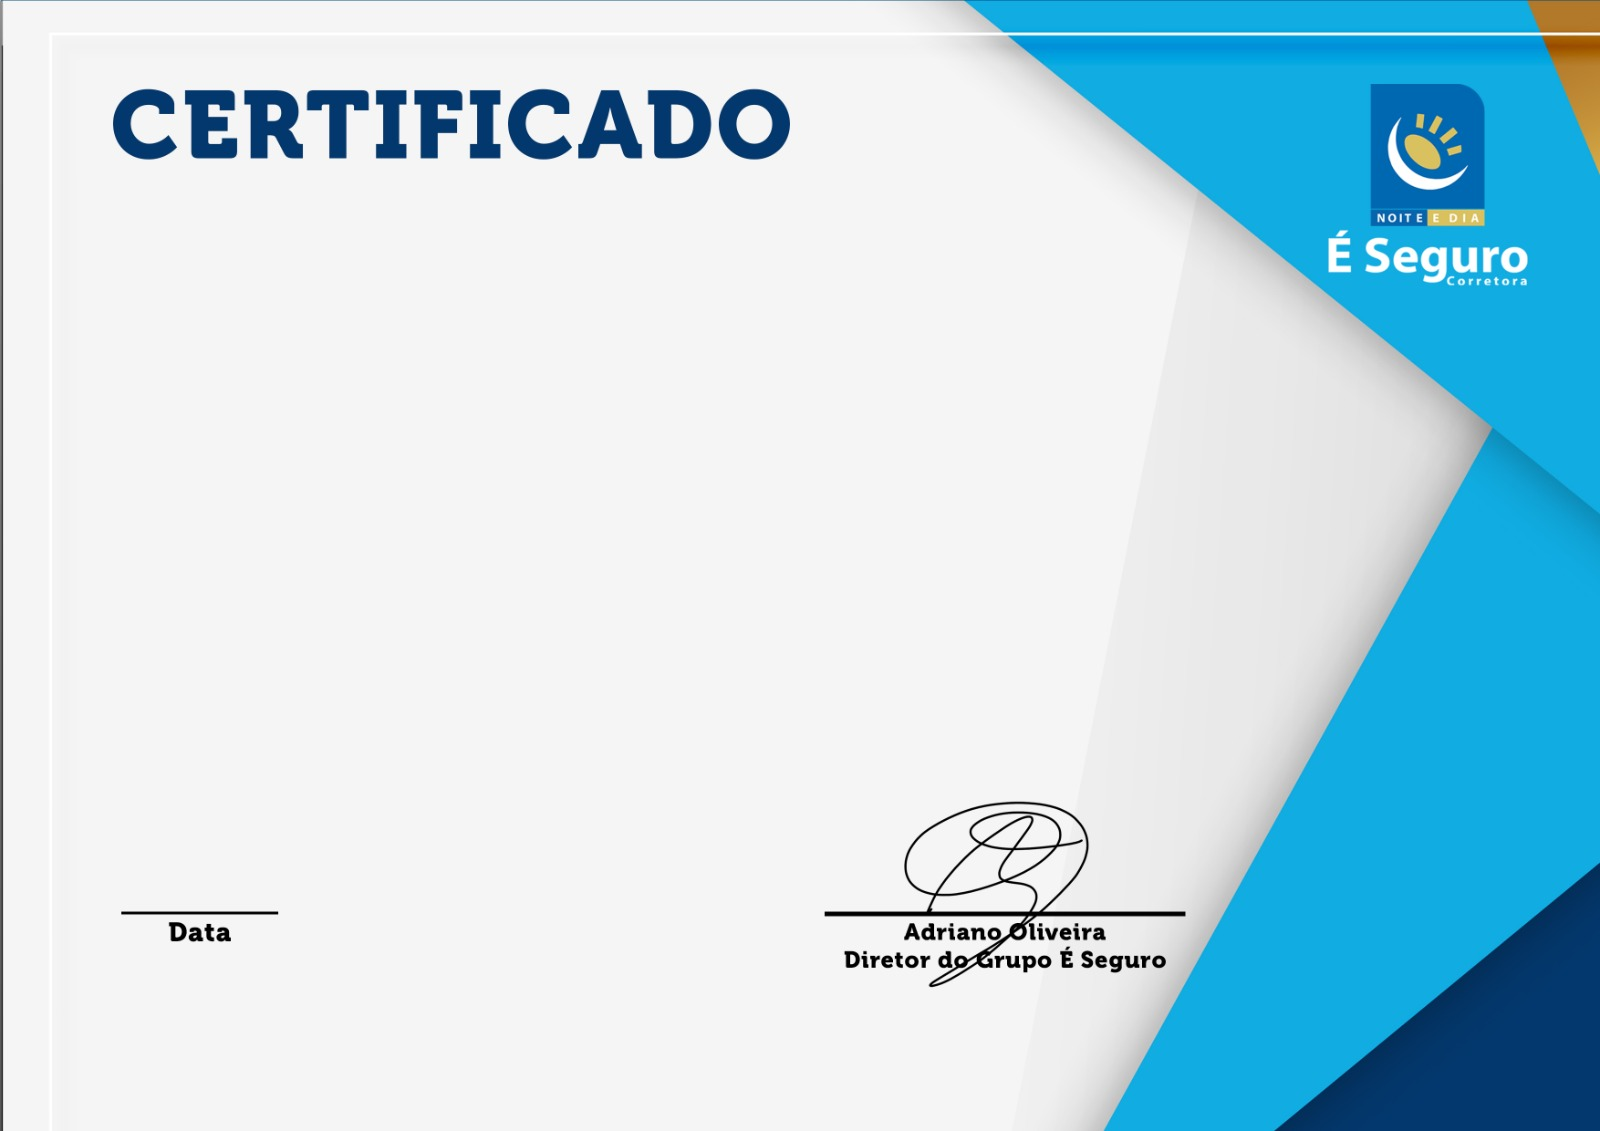 CERTIFICADO
NOITE E DIA
É Seguro
Corretora
Data
Adriano Oliveira
Diretor do Grupo É Seguro